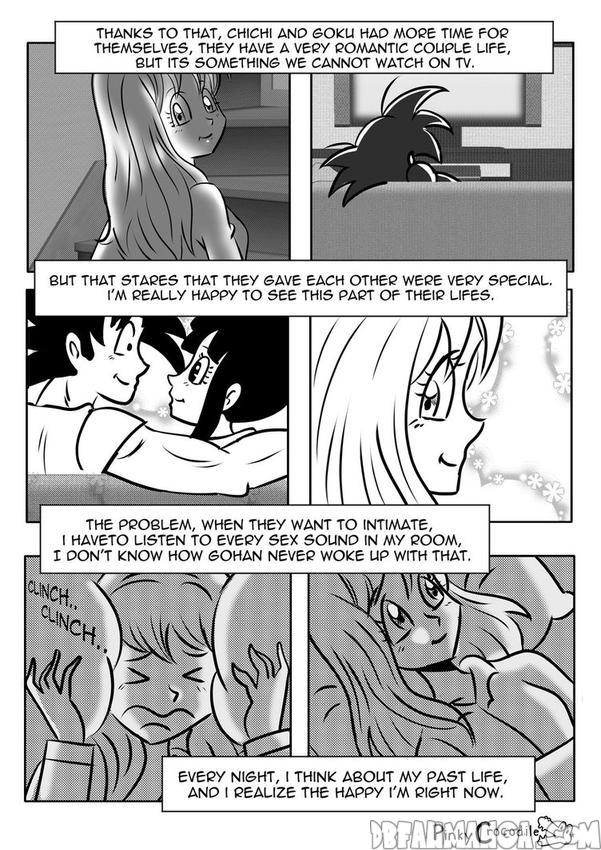 THANKS TO THAT, CHICHI AND GOKU HAD MORE TIME FOR
THEMSELVES, THEY HAVE A VERY ROMANTIC COUPLE LIFE,
BUT ITS SOMETHING WE CANNOT WATCH ON TV.
BUT THAT STARES THAT THEY GAVE EACH OTHER WERE VERY SPECIAL.
I'M REALLY HAPPY TO SEE THIS PART OF THEIR LIFES.
THE PROBLEM, WHEN THEY WANT TO INTIMATE,
I HAVETO LISTEN TO EVERY SEX SOUND IN MY ROOM,
I DON'T KNOW HOW GOHAN NEVER WOKE UP WITH THAT.
CLINCH..
CLINCH..
EVERY NIGHT, I THINK ABOUT MY PAST LIFE,
AND I REALIZE THE HAPPY I'M RIGHT NOW.
Pinky Crocodile
DBFANMANGA.COM